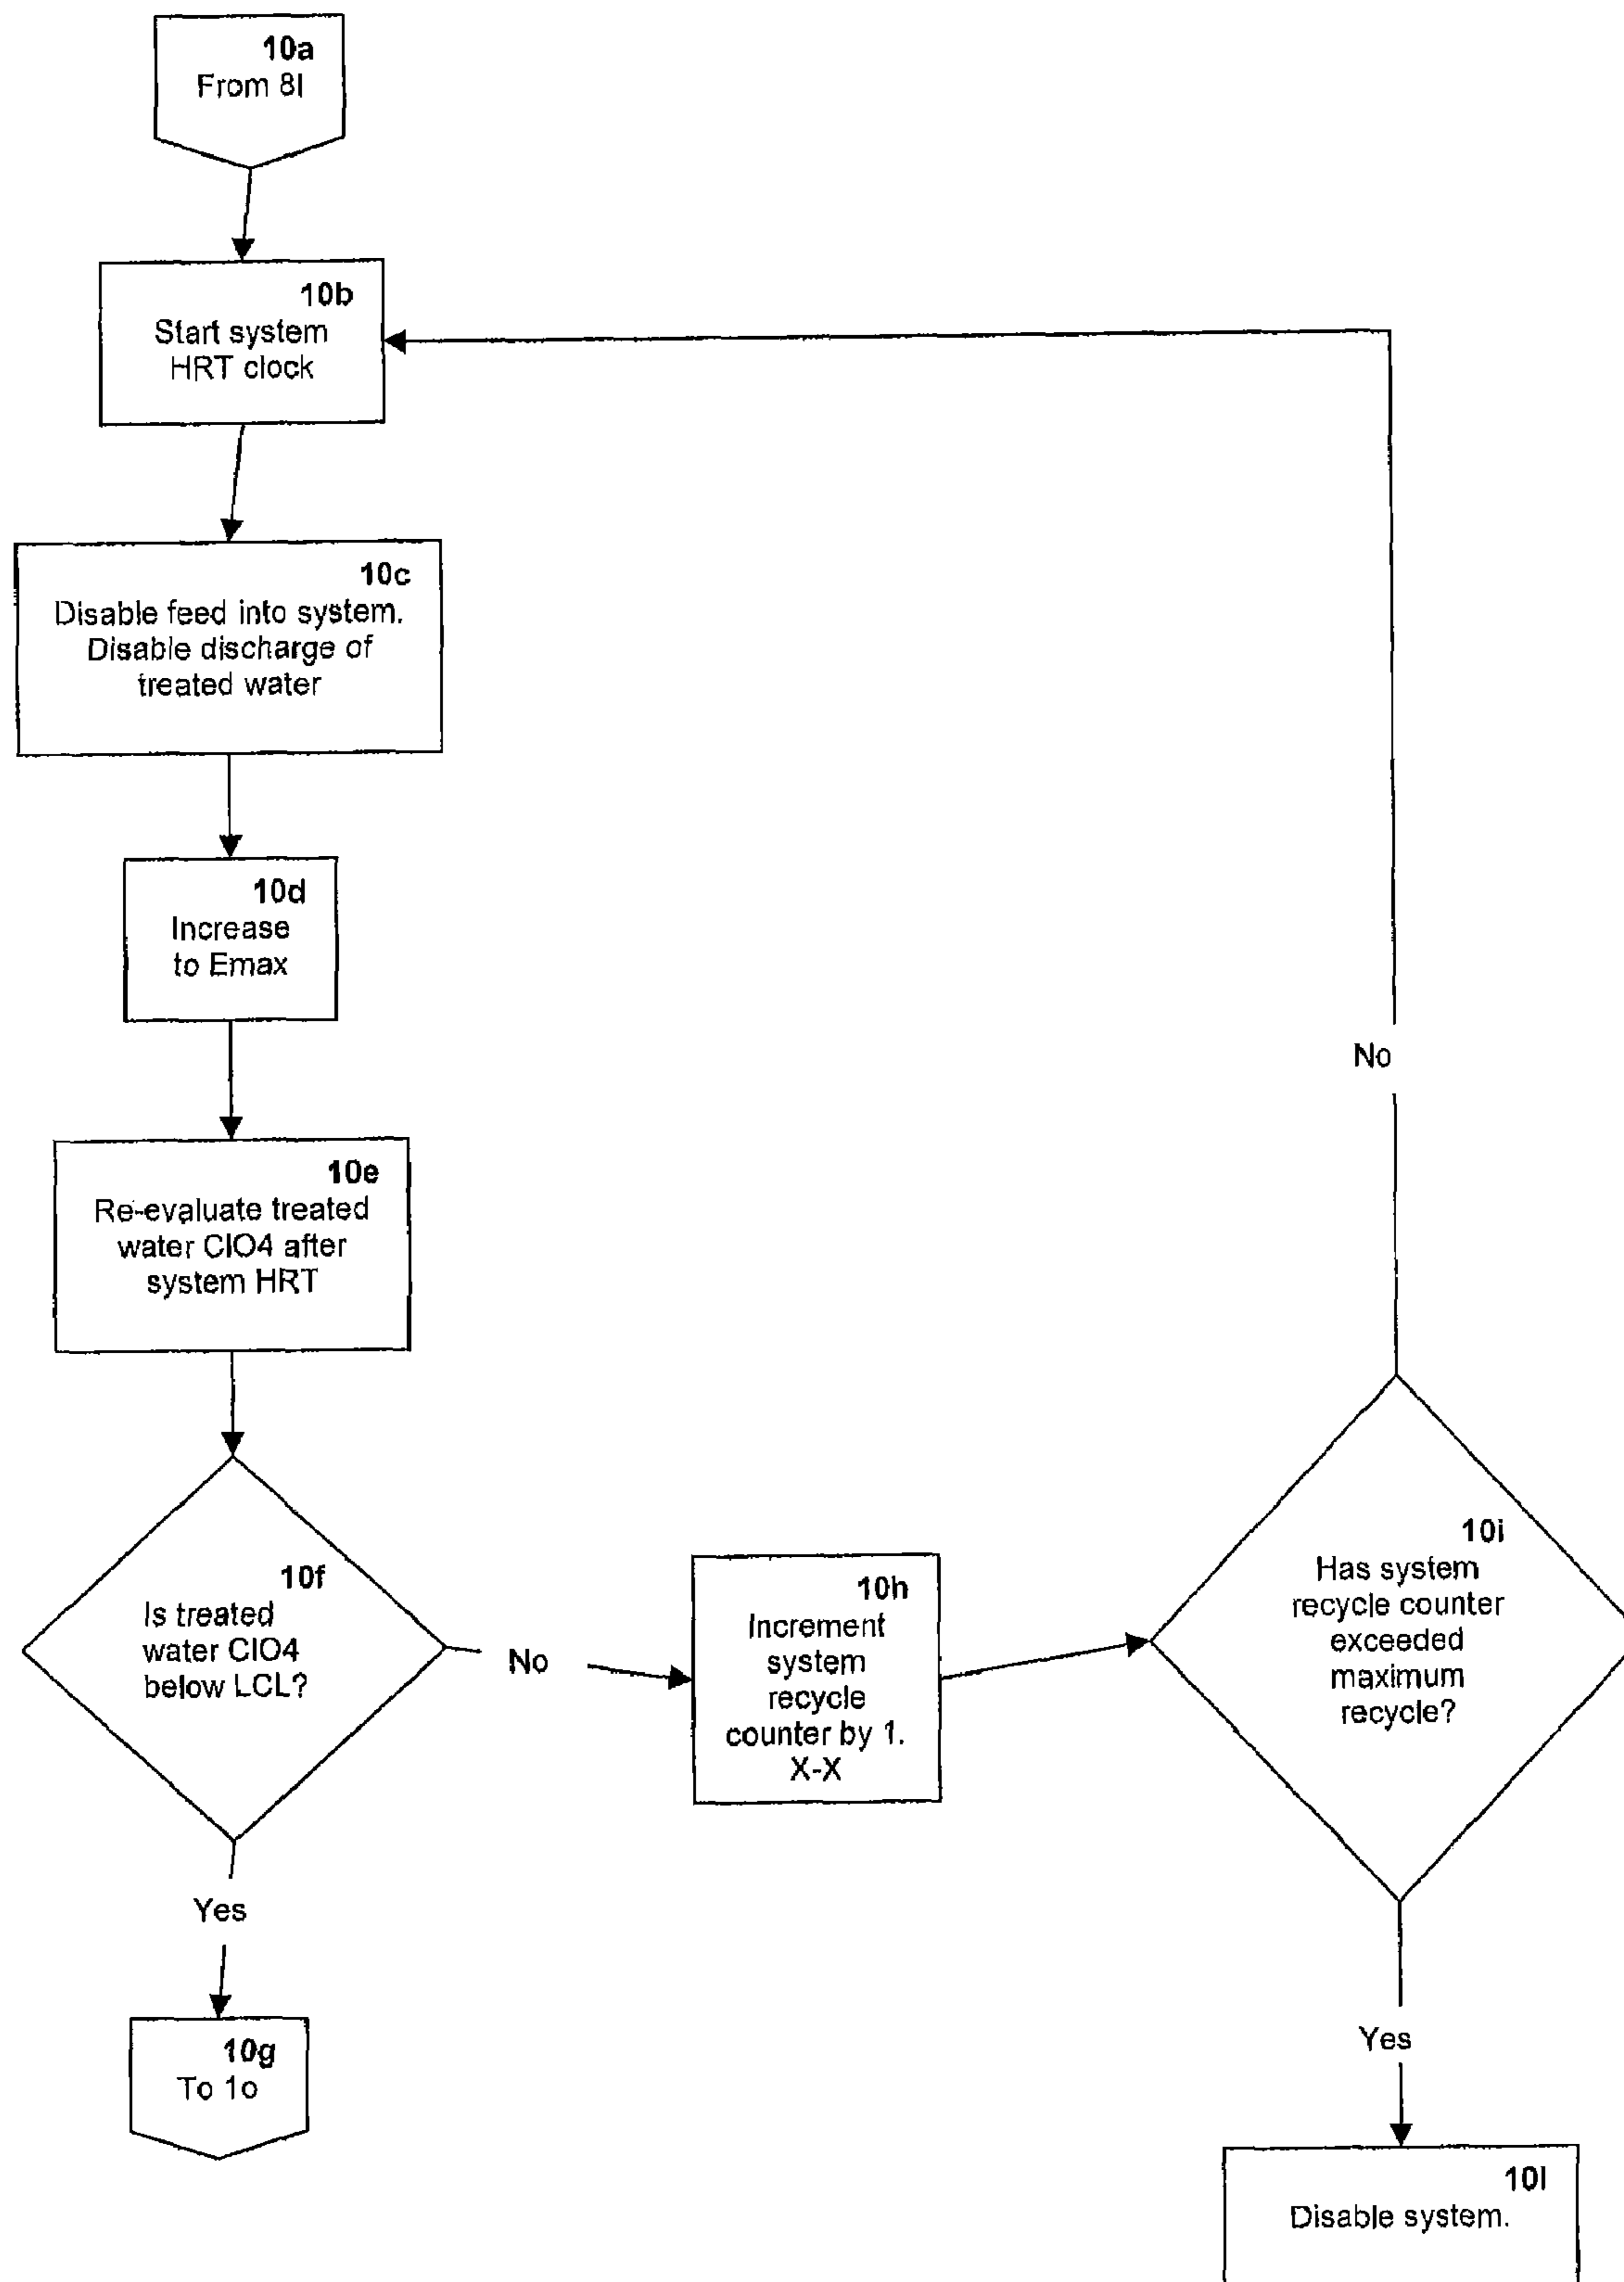 10a
From 8l
10b
Start system
HRT clock
10c
Disable feed into system.
Disable discharge of
treated water
10d
Increase
to Emax
10e
Re-evaluate treated
water ClO4 after
system HRT
10f
Is treated
water ClO4
below LCL?
No
10h
Increment
system
recycle
counter by 1.
X-X
10i
Has system
recycle counter
exceeded
maximum
recycle?
No
Yes
10g
To 1o
Yes
10l
Disable system.